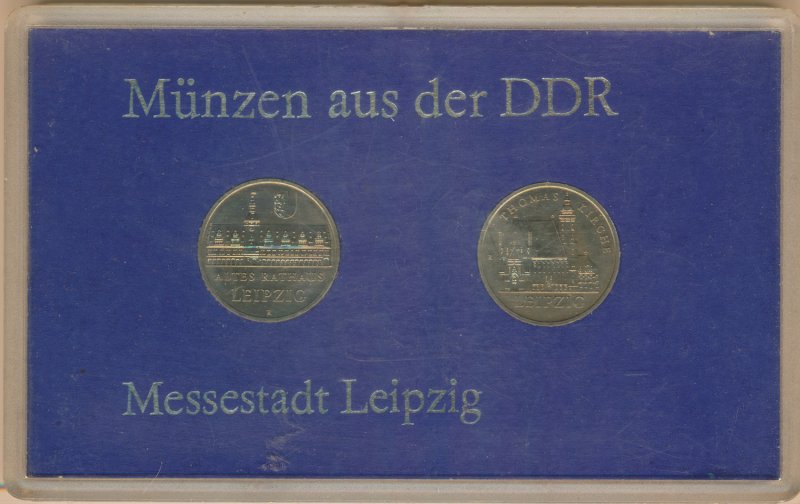 Münzen aus der DDR
ALTES RATHAUS
LEIPZIG
THOMASKIRCHE
LEIPZIG
Messestadt Leipzig